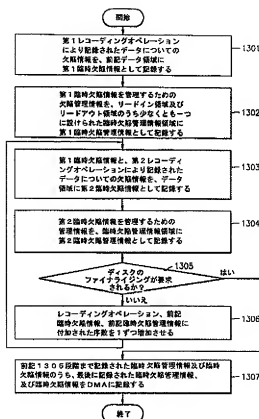 開始
第１レコーディングオペレーション
により記録されたデータについての
欠陥情報を、前記データ領域に
第１臨時欠陥情報として記録する
1301
第１臨時欠陥情報を管理するための
欠陥管理情報を、リードイン領域及び
リードアウト領域のうち少なくとも一つ
に設けられた臨時欠陥管理情報領域に
第１臨時欠陥管理情報として記録する
1302
第１臨時欠陥情報と、第２レコーディ
ングオペレーションにより記録された
データについての欠陥情報を、データ
領域に第２臨時欠陥情報として記録する
1303
第２臨時欠陥情報を管理するための
管理情報を、臨時欠陥管理情報領域に
第２臨時欠陥管理情報として記録する
1304
1305
ディスクの
ファイナライジングが要求
されるか？
はい
いいえ
レコーディングオペレーション、前記
臨時欠陥情報、前記臨時欠陥管理情報に
付加された序数を１ずつ増加させる
1306
前記１３０６段階まで記録された臨時欠陥管理情報及び臨時
欠陥情報のうち、最後に記録された臨時欠陥管理情報、
及び臨時欠陥情報をDMAに記録する
1307
終了